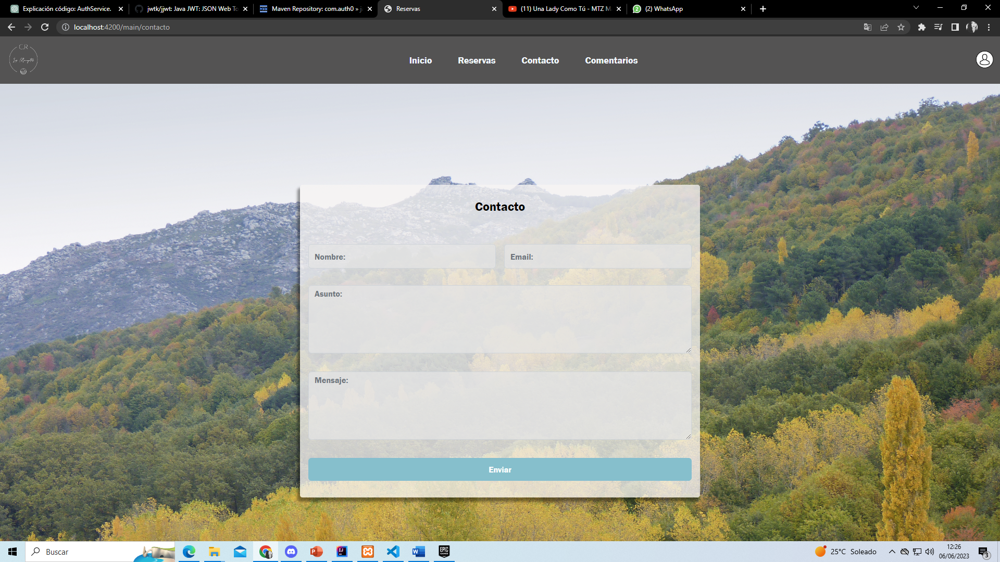 Explicación código: AuthService.
jwtk/jjwt: Java JWT: JSON Web To
Maven Repository: com.auth0 » ja
Reservas
(11) Una Lady Como Tú - MTZ M
(2) WhatsApp
localhost:4200/main/contacto
C.R
Inicio
Reservas
Contacto
Comentarios
Contacto
Nombre:
Email:
Asunto:
Mensaje:
Enviar
Buscar
25°C Soleado
12:26
06/06/2023
3